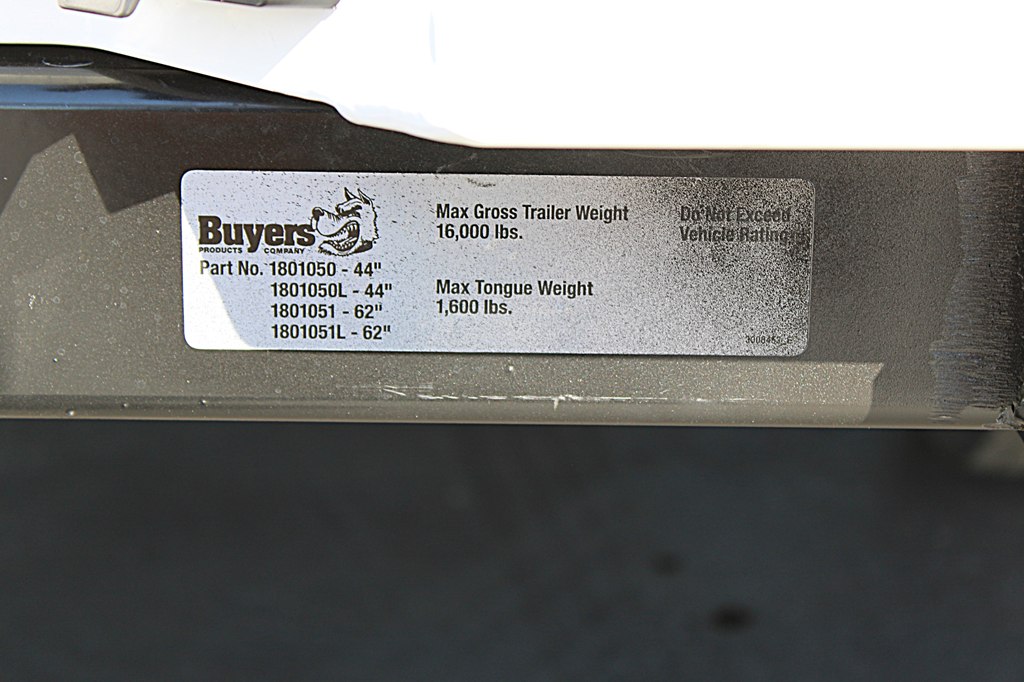 Buyers
PRODUCTS COMPANY
Part No. 1801050 - 44"
1801050L - 44"
1801051 - 62"
1801051L - 62"
Max Gross Trailer Weight
16,000 lbs.
Max Tongue Weight
1,600 lbs.
Do Not Exceed
Vehicle Rating